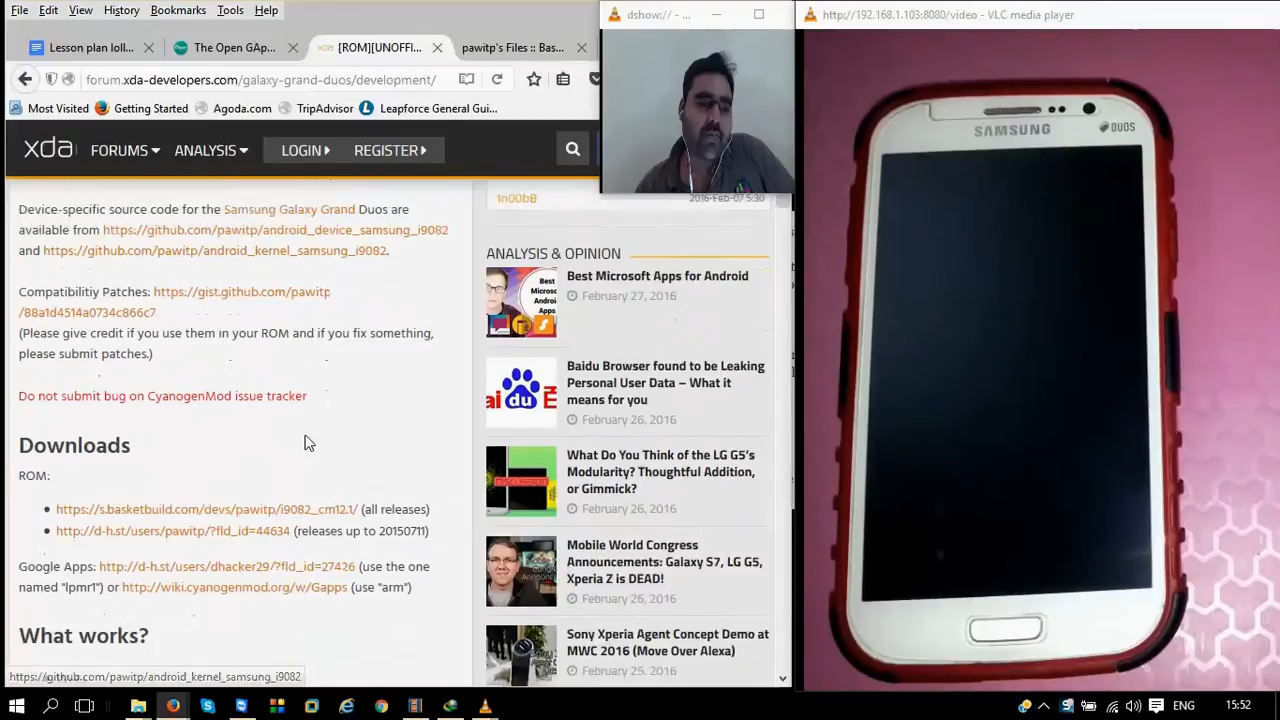 File Edit View History Bookmarks Tools Help
dshow:// - ...
http://192.168.1.103:8080/video - VLC media player
Lesson plan loll...
The Open GAp...
[ROM][UNOFFI...
pawitp's Files :: Bas...
forum.xda-developers.com/galaxy-grand-duos/development/
Most Visited Getting Started Agoda.com TripAdvisor Leapforce General Gui...
xda FORUMS ANALYSIS LOGIN REGISTER
SAMSUNG DUOS
1n00bB 2016-Feb-07 5:30
Device-specific source code for the Samsung Galaxy Grand Duos are
available from https://github.com/pawitp/android_device_samsung_i9082
and https://github.com/pawitp/android_kernel_samsung_i9082.
Compatibitliy Patches: https://gist.github.com/pawitp
/88a1d4514a0734c866c7
(Please give credit if you use them in your ROM and if you fix something,
please submit patches.)
Do not submit bug on CyanogenMod issue tracker
Downloads
ROM:
https://s.basketbuild.com/devs/pawitp/i9082_cm12.1/ (all releases)
http://d-h.st/users/pawitp/?fld_id=44634 (releases up to 20150711)
Google Apps: http://d-h.st/users/dhacker29/?fld_id=27426 (use the one
named "lpmr1") or http://wiki.cyanogenmod.org/w/Gapps (use "arm")
What works?
https://github.com/pawitp/android_kernel_samsung_i9082
ANALYSIS & OPINION
Best Microsoft Apps for Android
February 27, 2016
Baidu Browser found to be Leaking
Personal User Data – What it
means for you
February 26, 2016
What Do You Think of the LG G5's
Modularity? Thoughtful Addition,
or Gimmick?
February 26, 2016
Mobile World Congress
Announcements: Galaxy S7, LG G5,
Xperia Z is DEAD!
February 26, 2016
Sony Xperia Agent Concept Demo at
MWC 2016 (Move Over Alexa)
February 25, 2016
ENG 15:52